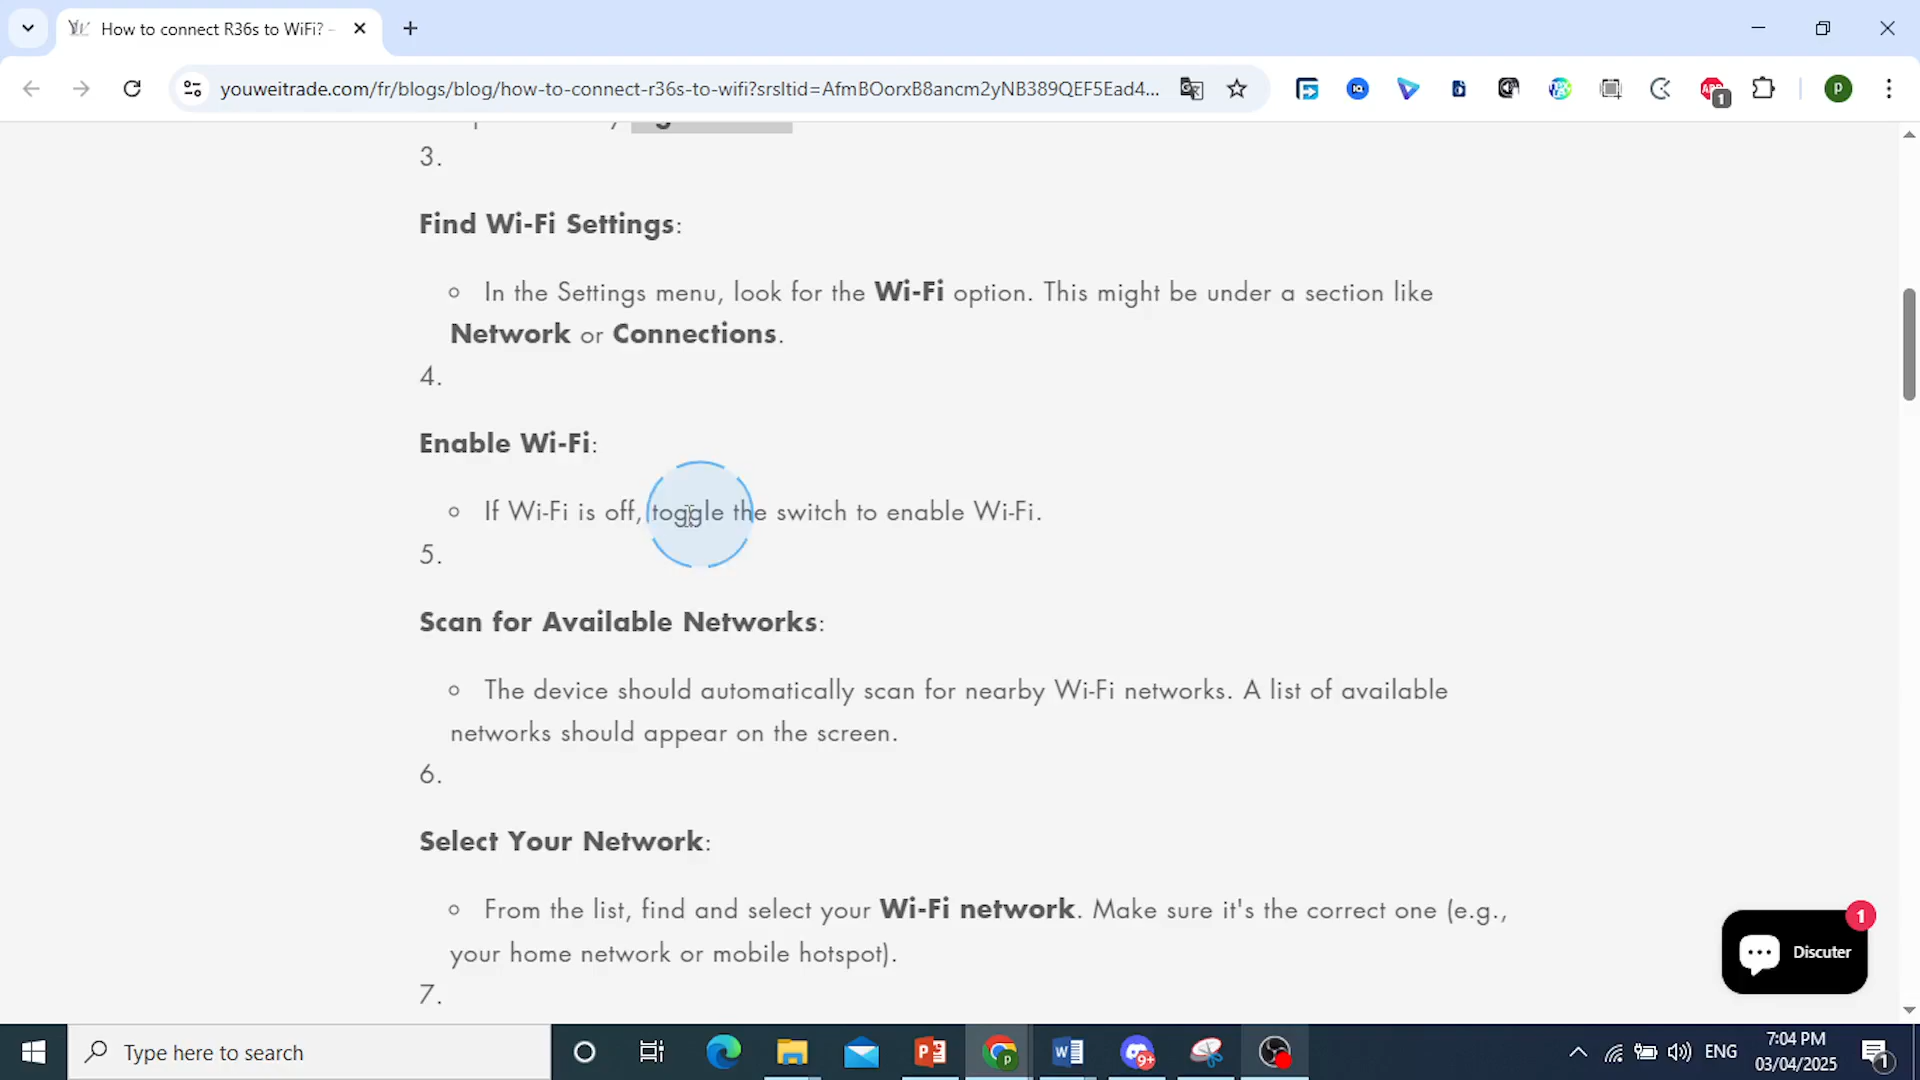 How to connect R36s to WiFi? -
youweitrade.com/fr/blogs/blog/how-to-connect-r36s-to-wifi?srsltid=AfmBOorxB8ancm2yNB389QEF5Ead4...
1
P
3.
Find Wi-Fi Settings:
In the Settings menu, look for the Wi-Fi option. This might be under a section like
Network or Connections.
4.
Enable Wi-Fi:
If Wi-Fi is off, toggle the switch to enable Wi-Fi.
5.
Scan for Available Networks:
The device should automatically scan for nearby Wi-Fi networks. A list of available
networks should appear on the screen.
6.
Select Your Network:
From the list, find and select your Wi-Fi network. Make sure it's the correct one (e.g.,
your home network or mobile hotspot).
7.
1
Discuter
Type here to search
9+
ENG
7:04 PM
03/04/2025
1